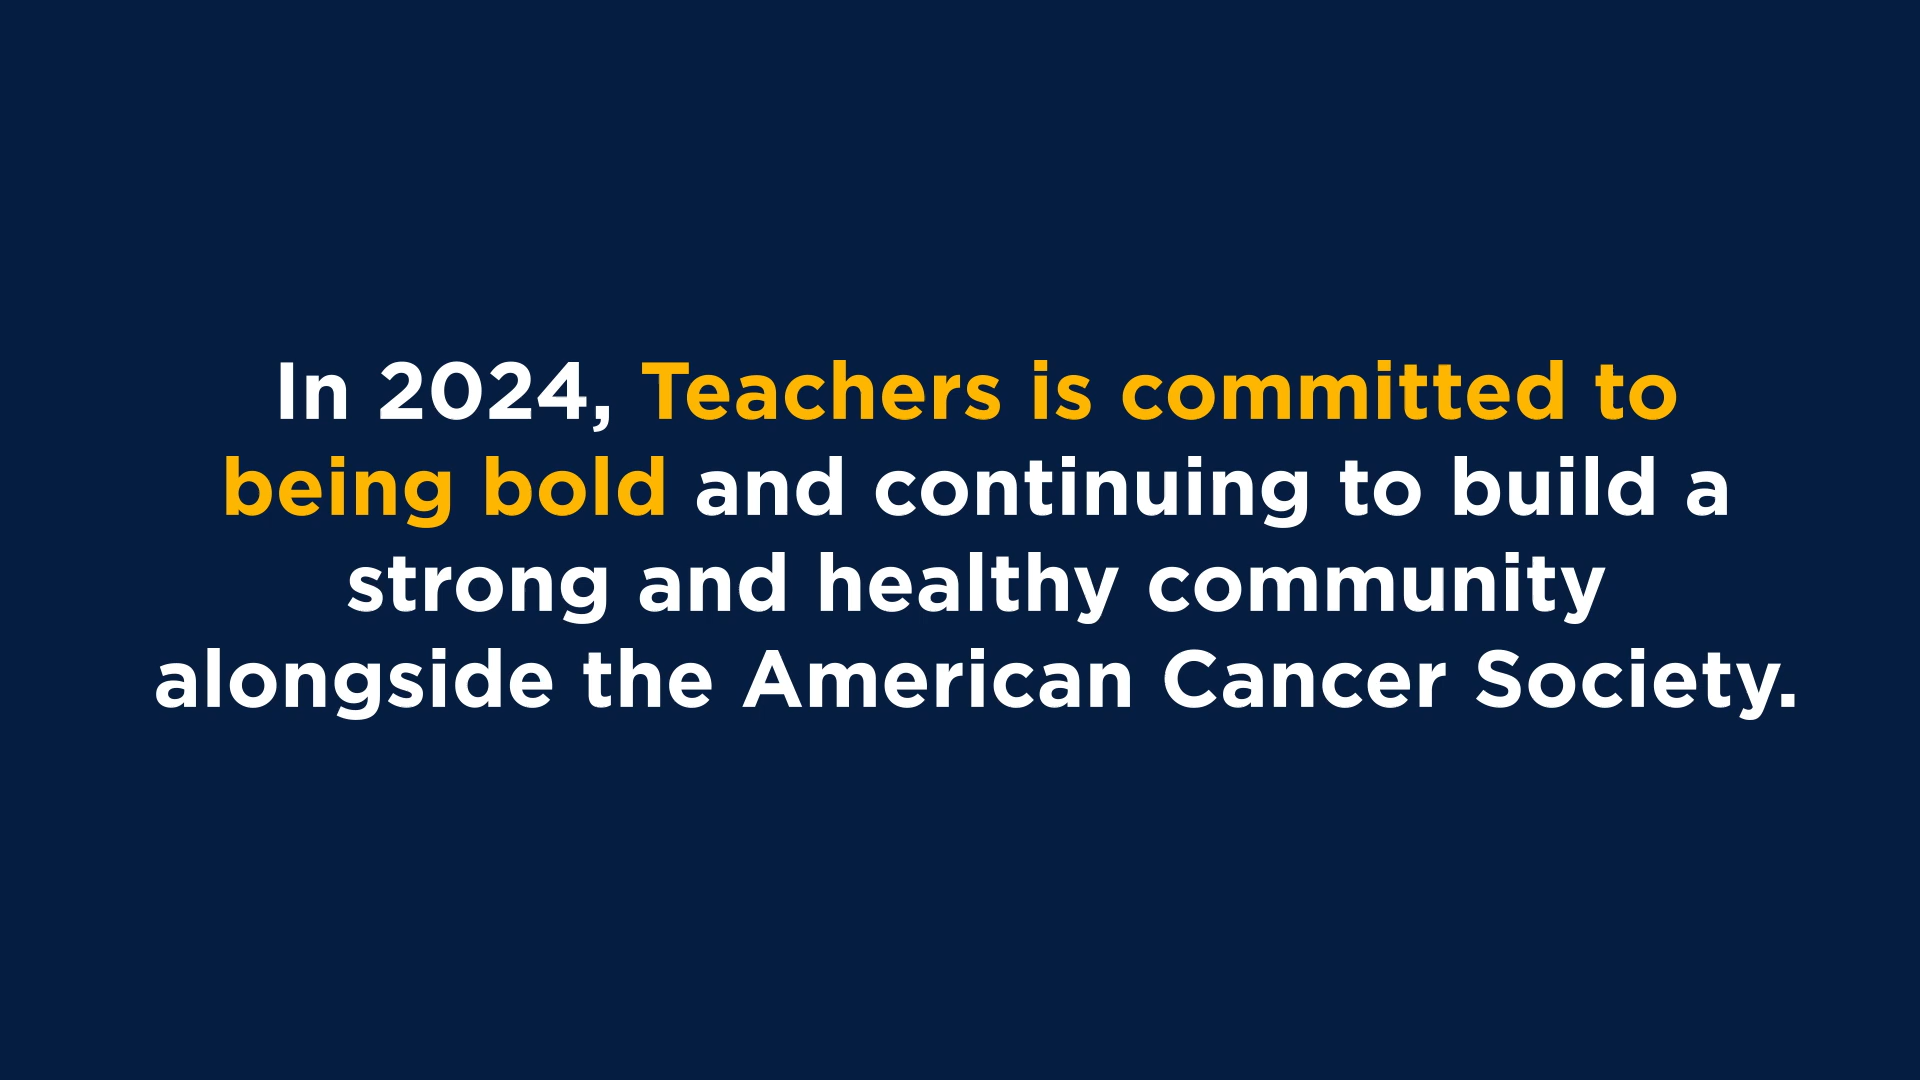 In 2024, Teachers is committed to
being bold and continuing to build a
strong and healthy community
alongside the American Cancer Society.